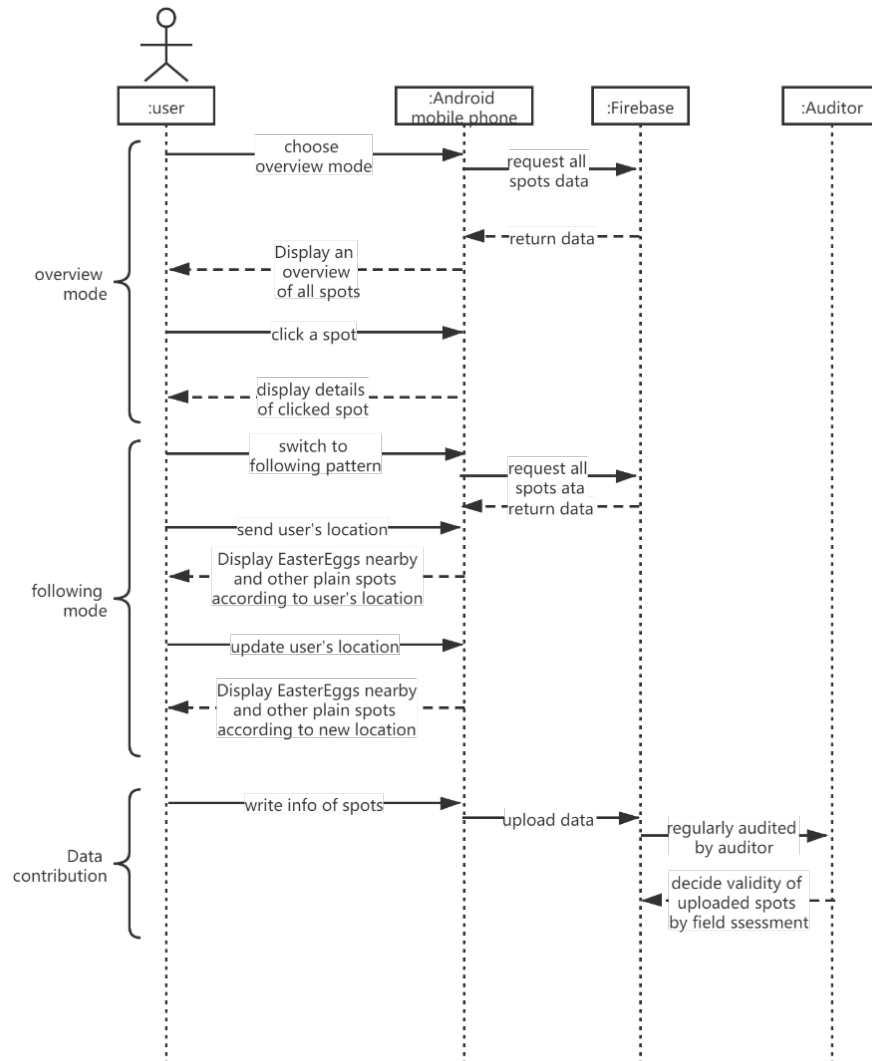 :user
:Android
mobile phone
:Firebase
:Auditor
choose
overview mode
request all
spots data
return data
Display an
overview
of all spots
overview
mode
click a spot
display details
of clicked spot
switch to
following pattern
request all
spots ata
return data
send user's location
Display EasterEggs nearby
and other plain spots
according to user's location
following
mode
update user's location
Display EasterEggs nearby
and other plain spots
according to new location
write info of spots
upload data
regularly audited
by auditor
Data
contribution
decide validity of
uploaded spots
by field ssessment